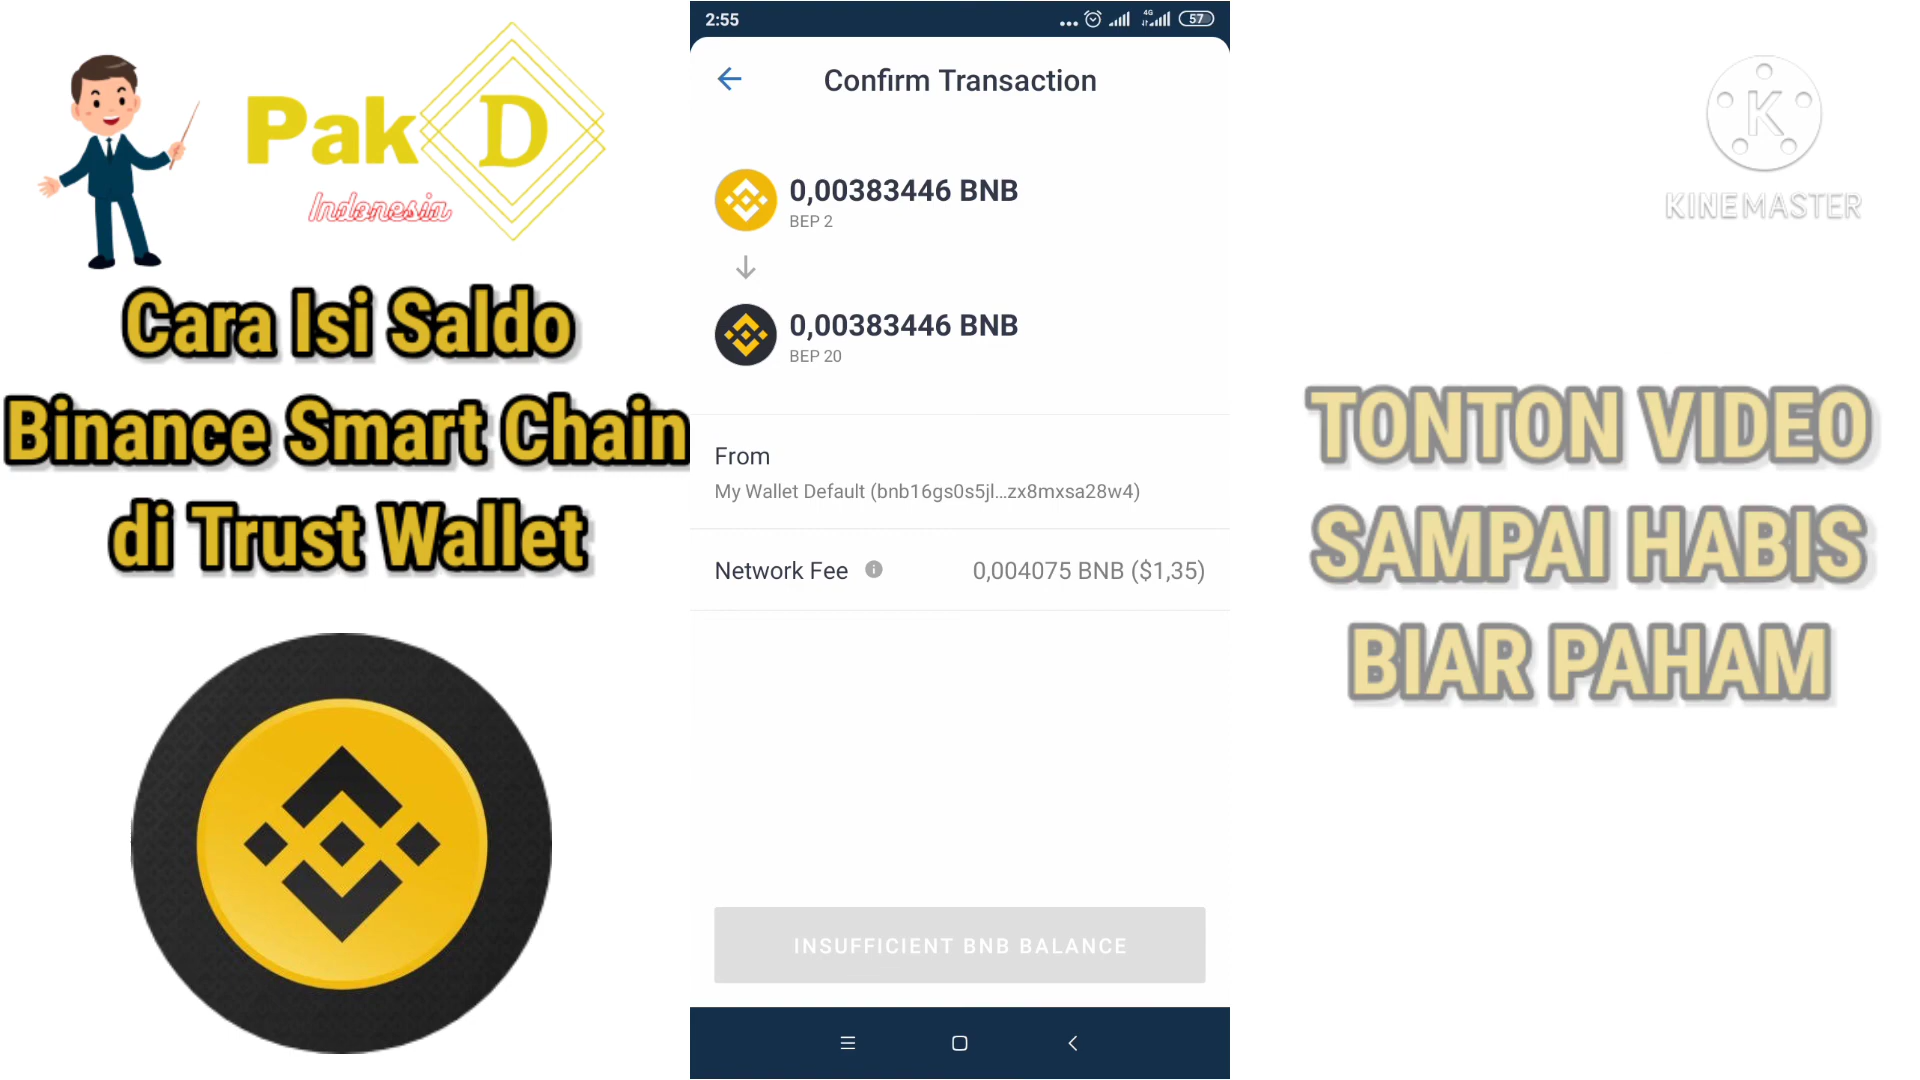 Pak D
Indonesia
Cara Isi Saldo
Binance Smart Chain
di Trust Wallet
2:55
4G
57
Confirm Transaction
0,00383446 BNB
BEP 2
0,00383446 BNB
BEP 20
From
My Wallet Default (bnb16gs0s5jl...zx8mxsa28w4)
Network Fee
0,004075 BNB ($1,35)
INSUFFICIENT BNB BALANCE
K
KINEMASTER
TONTON VIDEO
SAMPAI HABIS
BIAR PAHAM